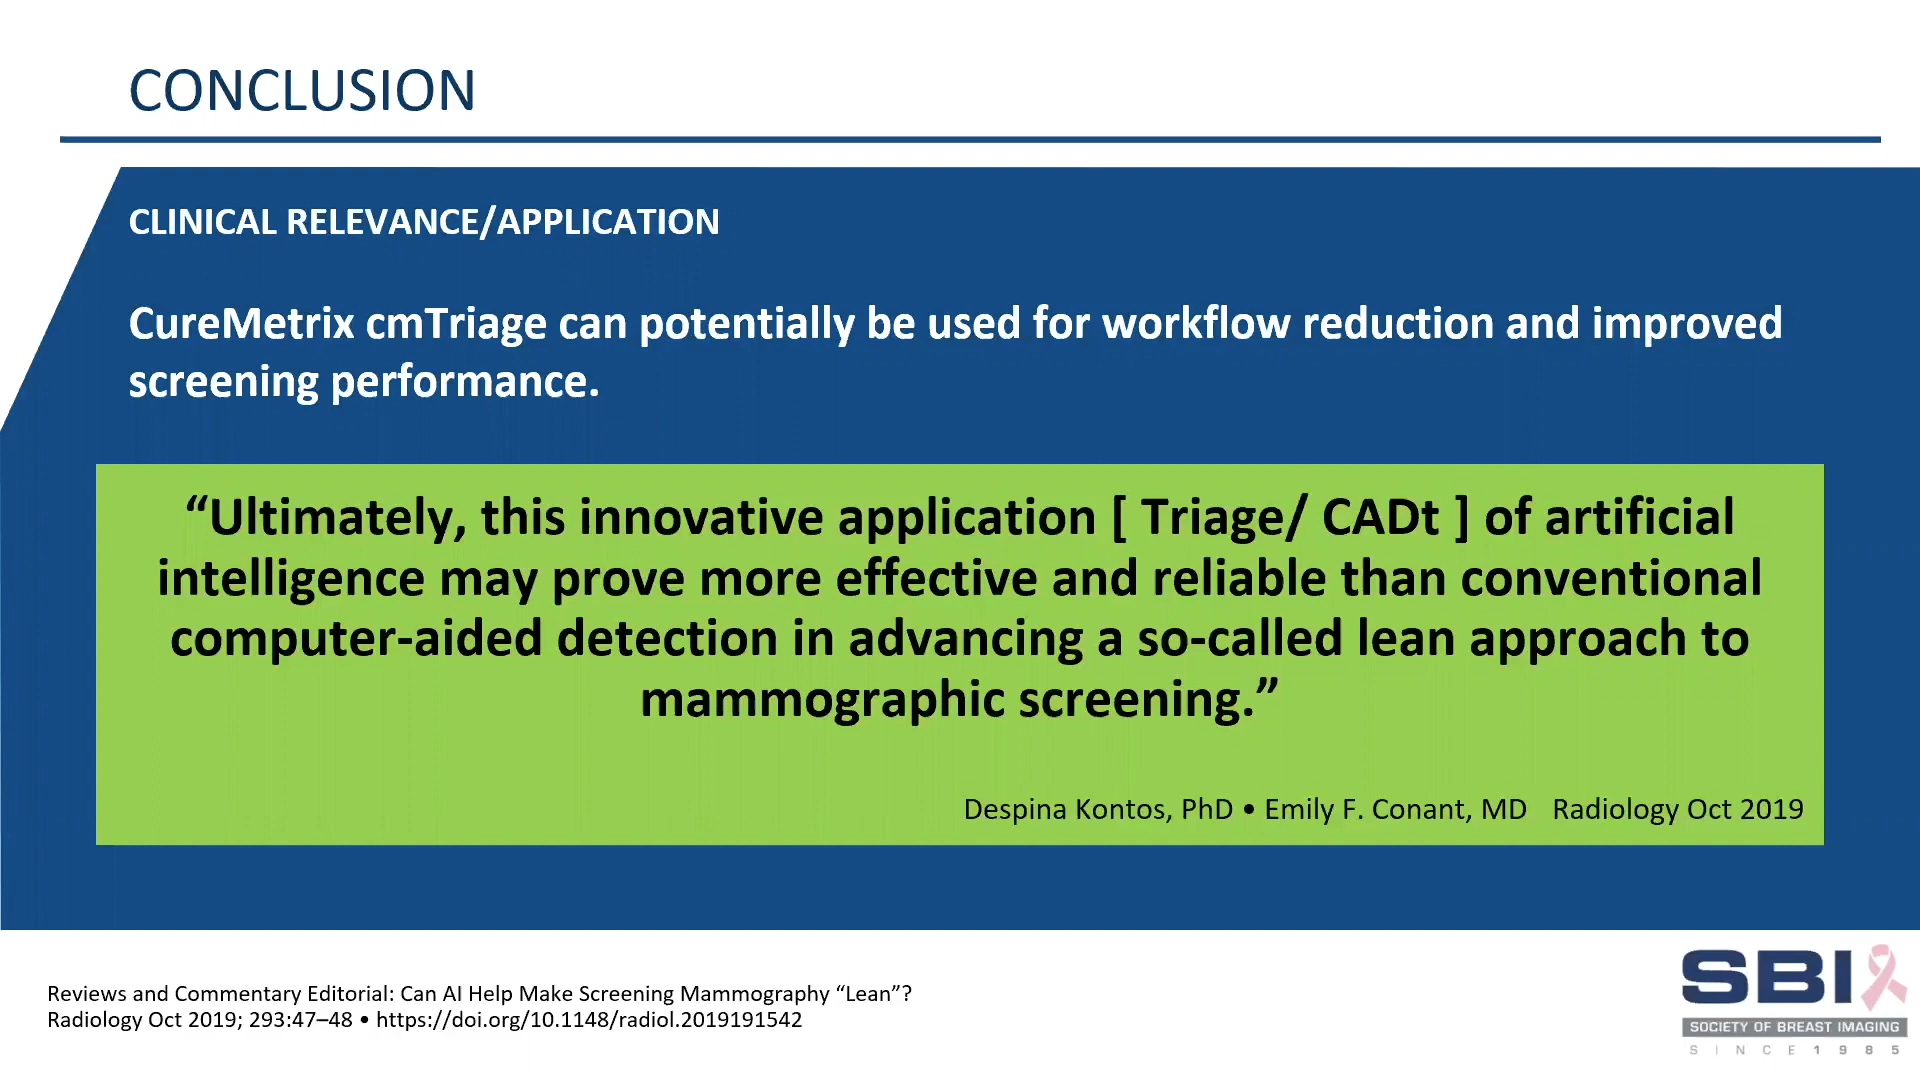 CONCLUSION
CLINICAL RELEVANCE/APPLICATION
CureMetrix cmTriage can potentially be used for workflow reduction and improved
screening performance.
“Ultimately, this innovative application [ Triage/ CADt ] of artificial
intelligence may prove more effective and reliable than conventional
computer-aided detection in advancing a so-called lean approach to
mammographic screening.”
Despina Kontos, PhD • Emily F. Conant, MD Radiology Oct 2019
Reviews and Commentary Editorial: Can AI Help Make Screening Mammography “Lean”?
Radiology Oct 2019; 293:47–48 • https://doi.org/10.1148/radiol.2019191542
SBI
SOCIETY OF BREAST IMAGING
SINCE 1985